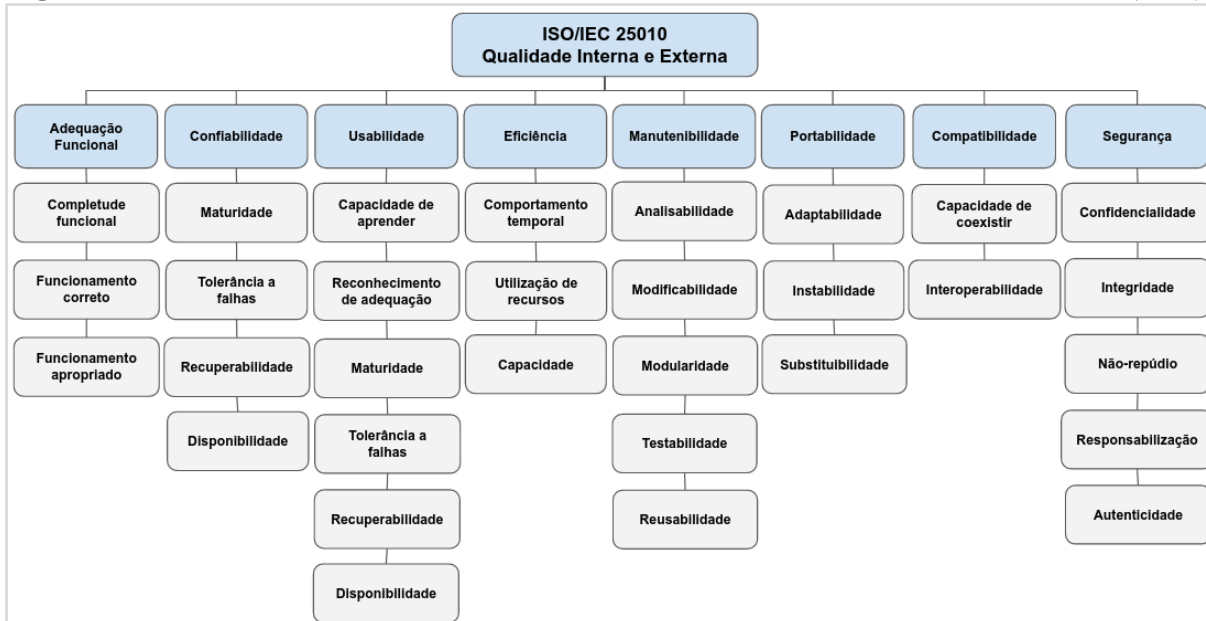 ISO/IEC 25010
Qualidade Interna e Externa
Adequação
Funcional
Confiabilidade
Usabilidade
Eficiência
Manutenibilidade
Portabilidade
Compatibilidade
Segurança
Completude
funcional
Maturidade
Capacidade de
aprender
Comportamento
temporal
Analisabilidade
Adaptabilidade
Capacidade de
coexistir
Confidencialidade
Funcionamento
correto
Tolerância a
falhas
Reconhecimento
de adequação
Utilização de
recursos
Modificabilidade
Instabilidade
Interoperabilidade
Integridade
Funcionamento
apropriado
Recuperabilidade
Maturidade
Capacidade
Modularidade
Substituibilidade
Não-repúdio
Disponibilidade
Tolerância a
falhas
Testabilidade
Responsabilização
Recuperabilidade
Reusabilidade
Autenticidade
Disponibilidade